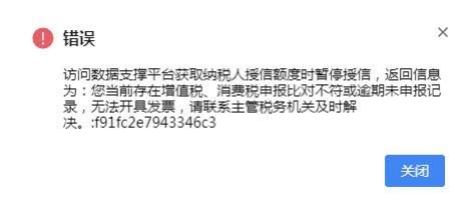 错误
访问数据支撑平台获取纳税人授信额度时暂停授信，返回信息
为：您当前存在增值税、消费税申报比对不符或逾期未申报记
录，无法开具发票，请联系主管税务机关及时解
决。:f91fc2e7943346c3
关闭